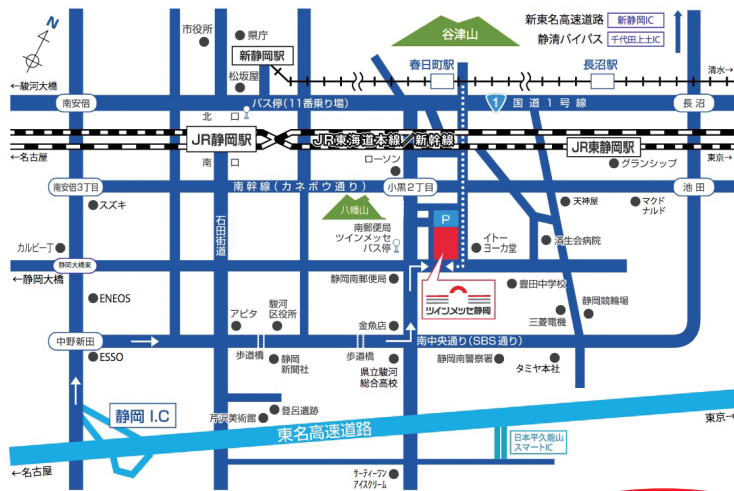 N
市役所
県庁
新静岡駅
松坂屋
谷津山
新東名高速道路 新静岡IC
静清バイパス 千代田上土IC
春日町駅
長沼駅
←駿河大橋
清水→
南安倍
バス停(11番乗り場)
1 国道1号線
長沼
北口
JR静岡駅
JR東海道本線/新幹線
JR東静岡駅
←名古屋
南口
ローソン
グランシップ
東京→
南安倍3丁目
南幹線(カネボウ通り)
小黒2丁目
池田
スズキ
八幡山
P
天神屋
マクド
ナルド
石田街道
南郵便局
ツインメッセ
バス停
イトー
ヨーカ堂
済生会病院
カルビー丁
静岡大橋東
←静岡大橋
静岡南郵便局
豊田中学校
ENEOS
ツインメッセ静岡
静岡競輪場
アピタ
駿河
区役所
金魚店
三菱電機
中野新田
南中央通り(SBS通り)
ESSO
歩道橋
静岡
新聞社
歩道橋
県立駿河
総合高校
静岡南警察署
タミヤ本社
静岡 I.C
登呂遺跡
芹沢美術館
東名高速道路
東京→
日本平久能山
スマートIC
←名古屋
サーティーワン
アイスクリーム